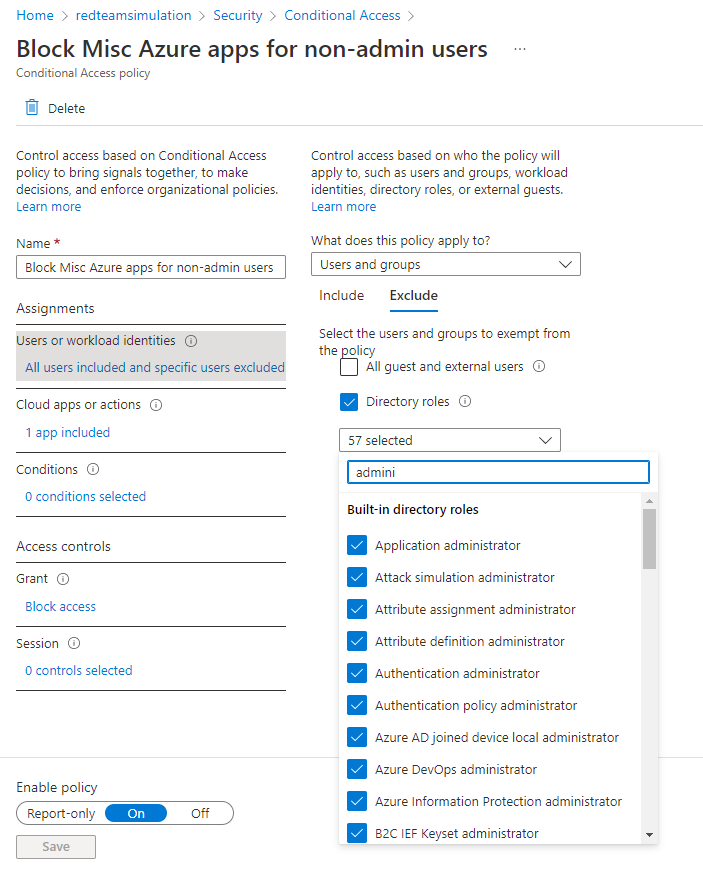 Home > redteamsimulation > Security > Conditional Access >
Block Misc Azure apps for non-admin users ...
Conditional Access policy
Delete
Control access based on Conditional Access
policy to bring signals together, to make
decisions, and enforce organizational policies.
Learn more
Name *
Block Misc Azure apps for non-admin users
Assignments
Users or workload identities
All users included and specific users excluded
Cloud apps or actions
1 app included
Conditions
0 conditions selected
Access controls
Grant
Block access
Session
0 controls selected
Control access based on who the policy will
apply to, such as users and groups, workload
identities, directory roles, or external guests.
Learn more
What does this policy apply to?
Users and groups
Include Exclude
Select the users and groups to exempt from
the policy
All guest and external users
Directory roles
57 selected
admini
Built-in directory roles
Application administrator
Attack simulation administrator
Attribute assignment administrator
Attribute definition administrator
Authentication administrator
Authentication policy administrator
Azure AD joined device local administrator
Azure DevOps administrator
Azure Information Protection administrator
B2C IEF Keyset administrator
Enable policy
Report-only On Off
Save